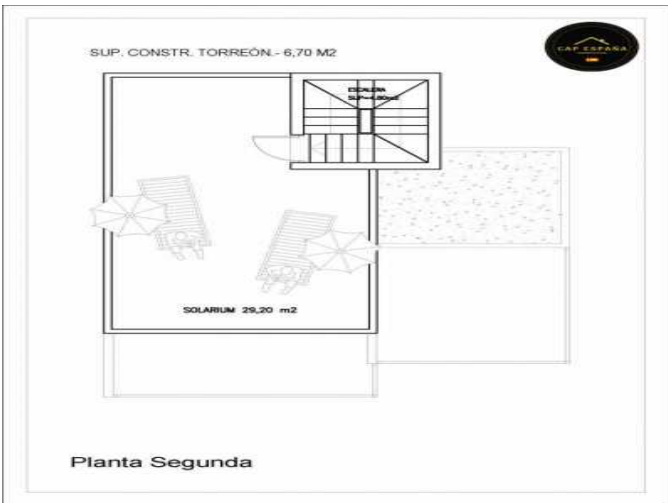 SUP. CONSTR. TORREÓN.- 6,70 M2
CAP ESPAÑA
ESCALERA
SOLARIUM 29,20 m2
Planta Segunda